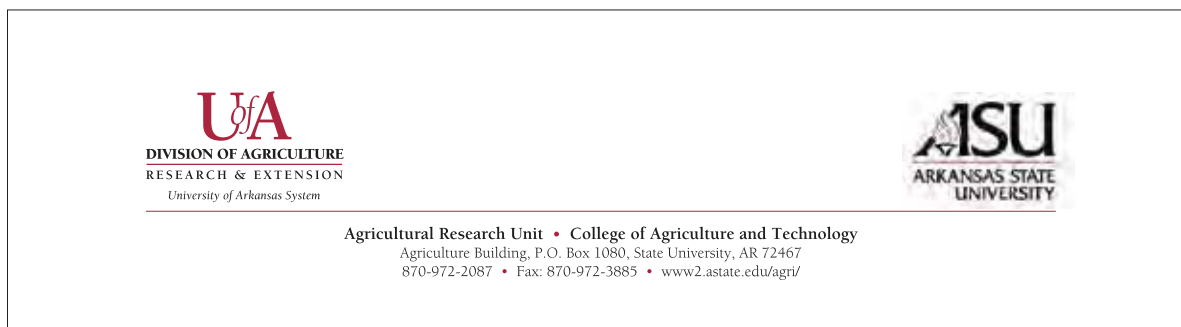 UofA
DIVISION OF AGRICULTURE
RESEARCH & EXTENSION
University of Arkansas System
ASU
ARKANSAS STATE
UNIVERSITY
Agricultural Research Unit • College of Agriculture and Technology
Agriculture Building, P.O. Box 1080, State University, AR 72467
870-972-2087 • Fax: 870-972-3885 • www2.astate.edu/agri/